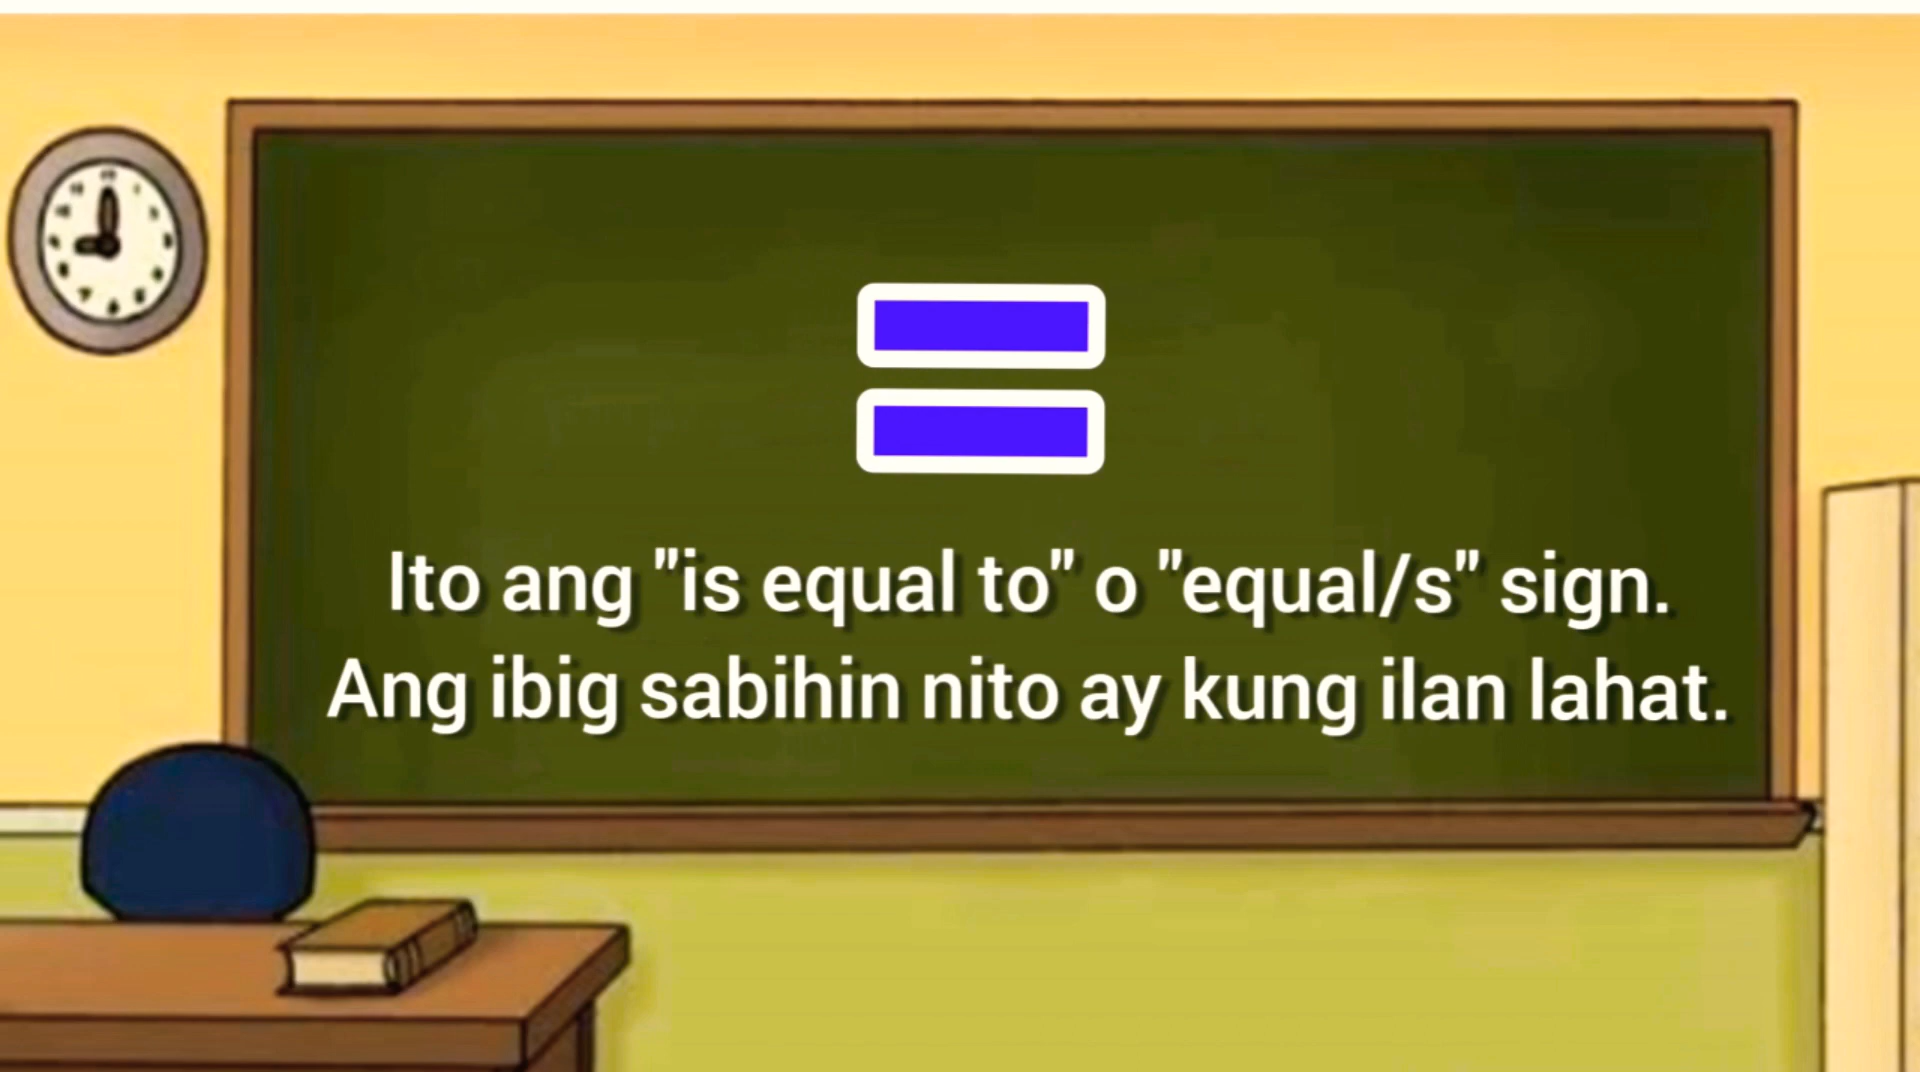 =
Ito ang "is equal to" o "equal/s" sign.
Ang ibig sabihin nito ay kung ilan lahat.